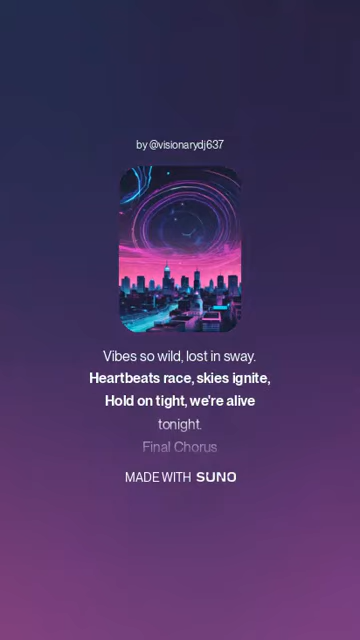 by @visionarydj637
Vibes so wild, lost in sway.
Heartbeats race, skies ignite,
Hold on tight, we're alive
tonight.
Final Chorus
MADE WITH SUNO